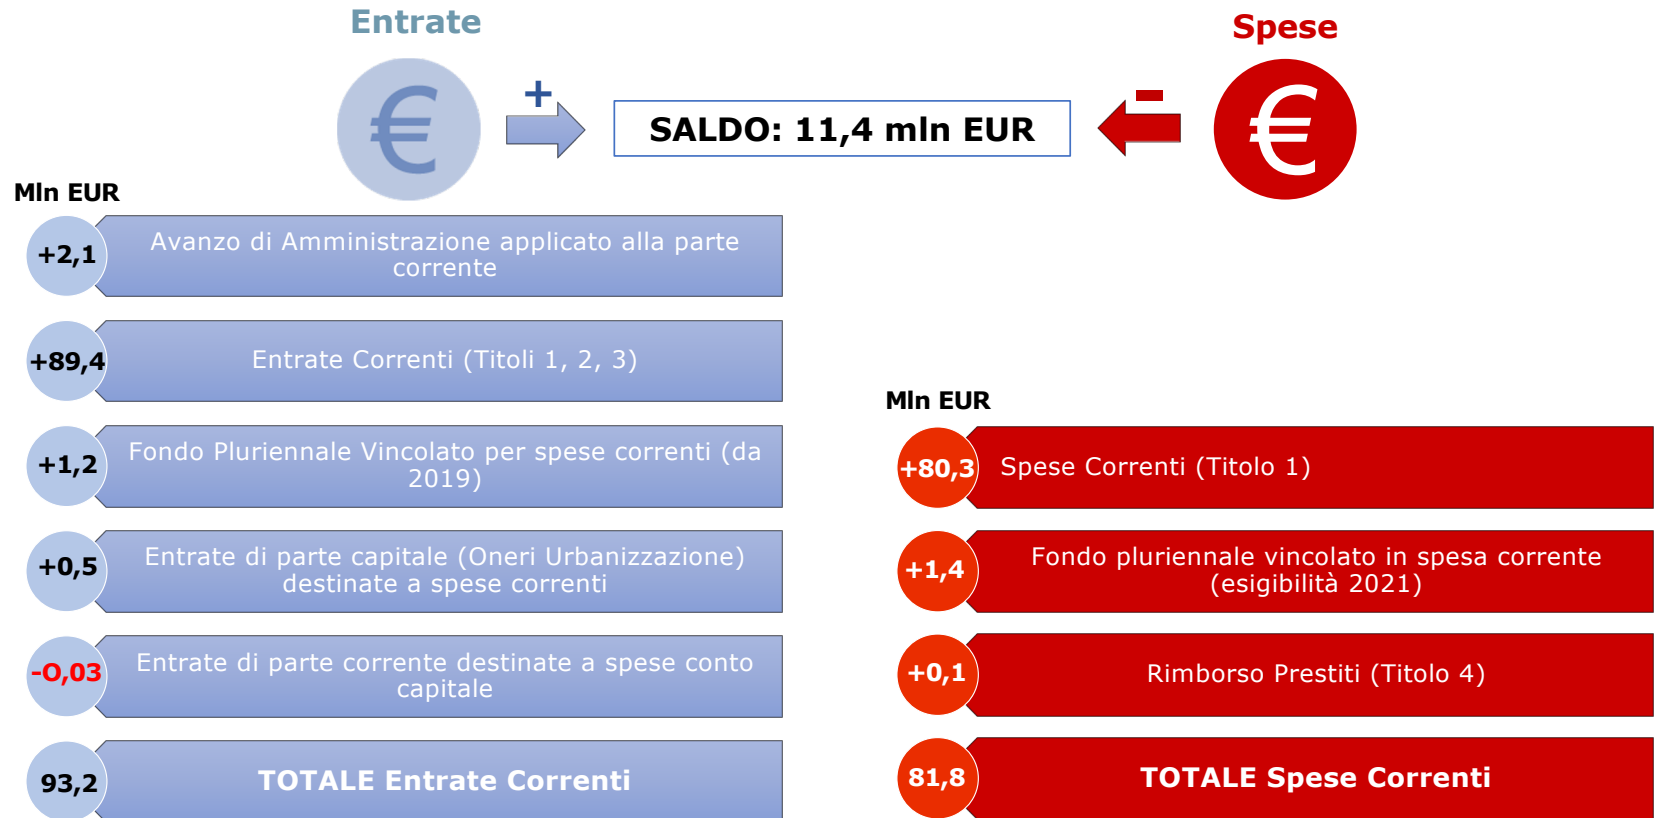 Entrate
Spese
€
+
SALDO: 11,4 mln EUR
-
€
Mln EUR
+2,1
Avanzo di Amministrazione applicato alla parte
corrente
+89,4
Entrate Correnti (Titoli 1, 2, 3)
+1,2
Fondo Pluriennale Vincolato per spese correnti (da
2019)
+0,5
Entrate di parte capitale (Oneri Urbanizzazione)
destinate a spese correnti
-O,03
Entrate di parte corrente destinate a spese conto
capitale
93,2
TOTALE Entrate Correnti
Mln EUR
+80,3
Spese Correnti (Titolo 1)
+1,4
Fondo pluriennale vincolato in spesa corrente
(esigibilità 2021)
+0,1
Rimborso Prestiti (Titolo 4)
81,8
TOTALE Spese Correnti